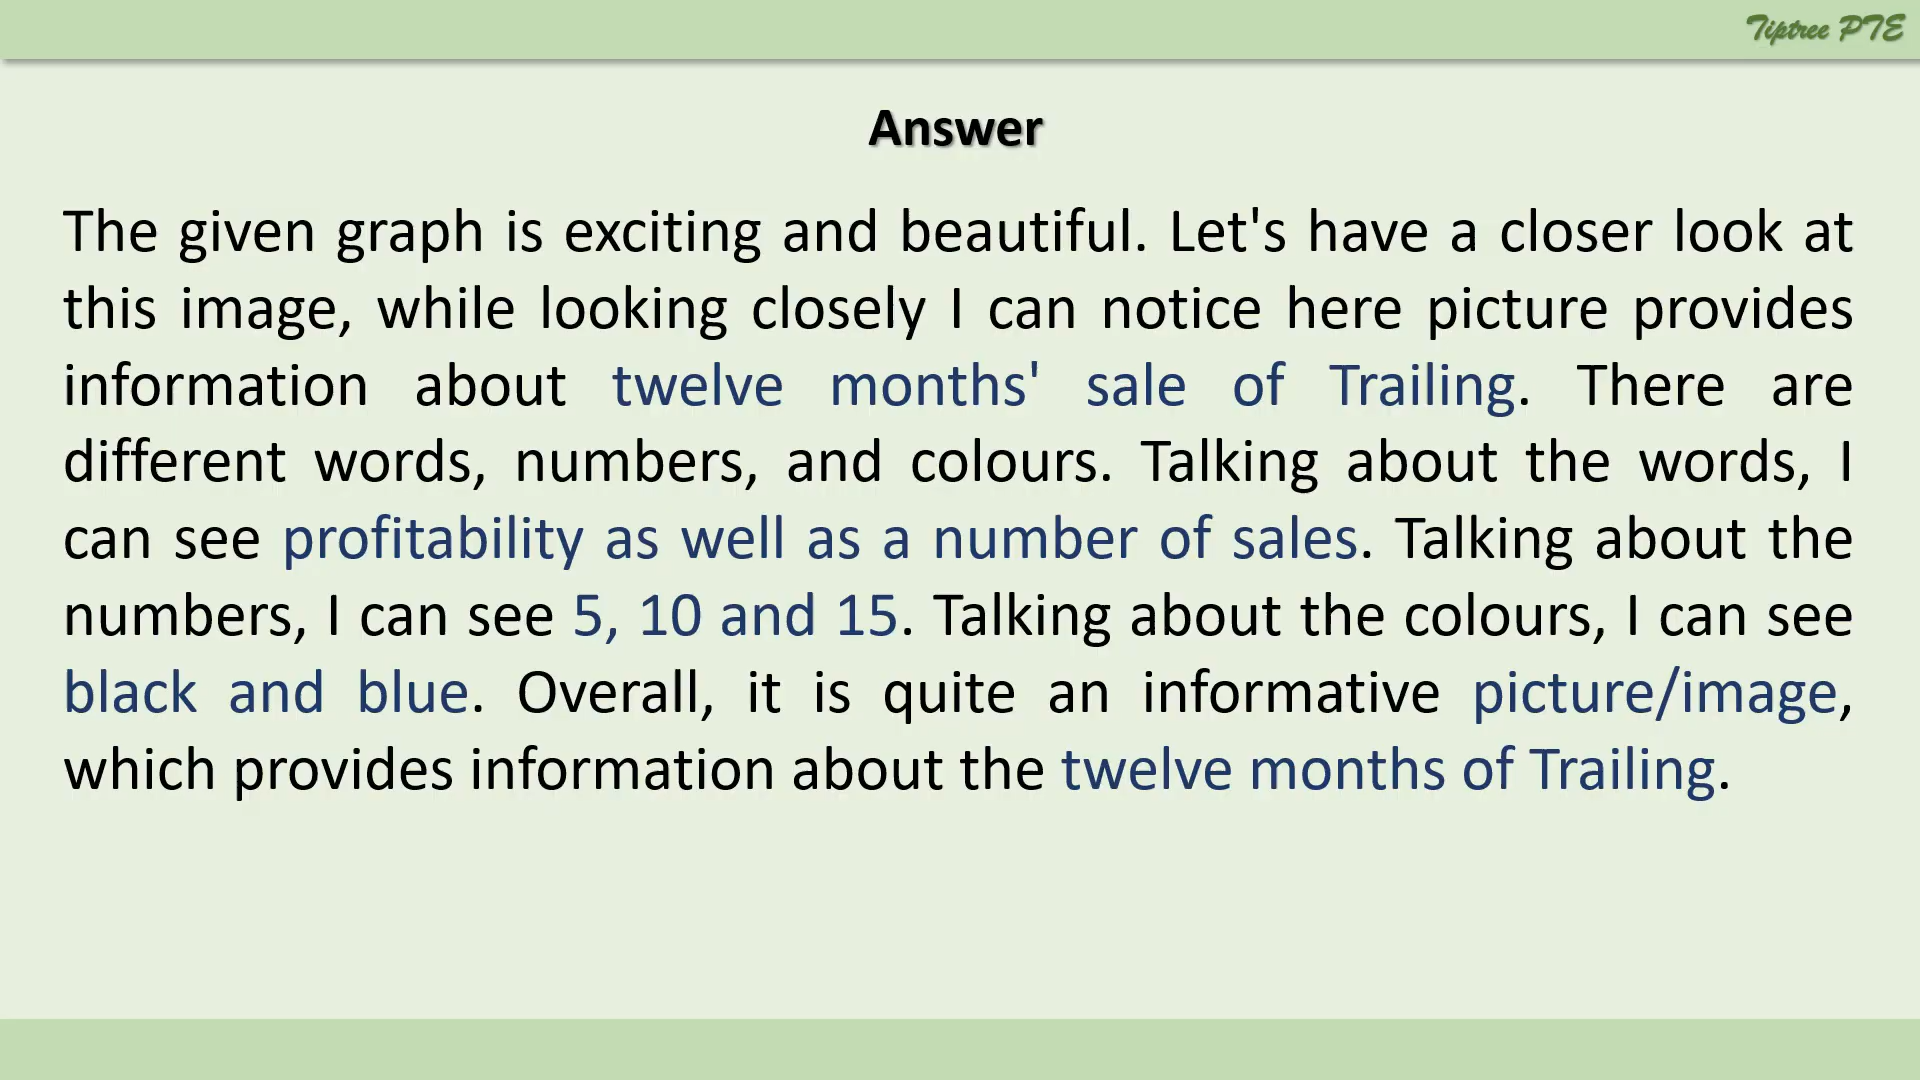 Tiptree PTE
Answer
The given graph is exciting and beautiful. Let's have a closer look at
this image, while looking closely I can notice here picture provides
information about twelve months' sale of Trailing. There are
different words, numbers, and colours. Talking about the words, I
can see profitability as well as a number of sales. Talking about the
numbers, I can see 5, 10 and 15. Talking about the colours, I can see
black and blue. Overall, it is quite an informative picture/image,
which provides information about the twelve months of Trailing.